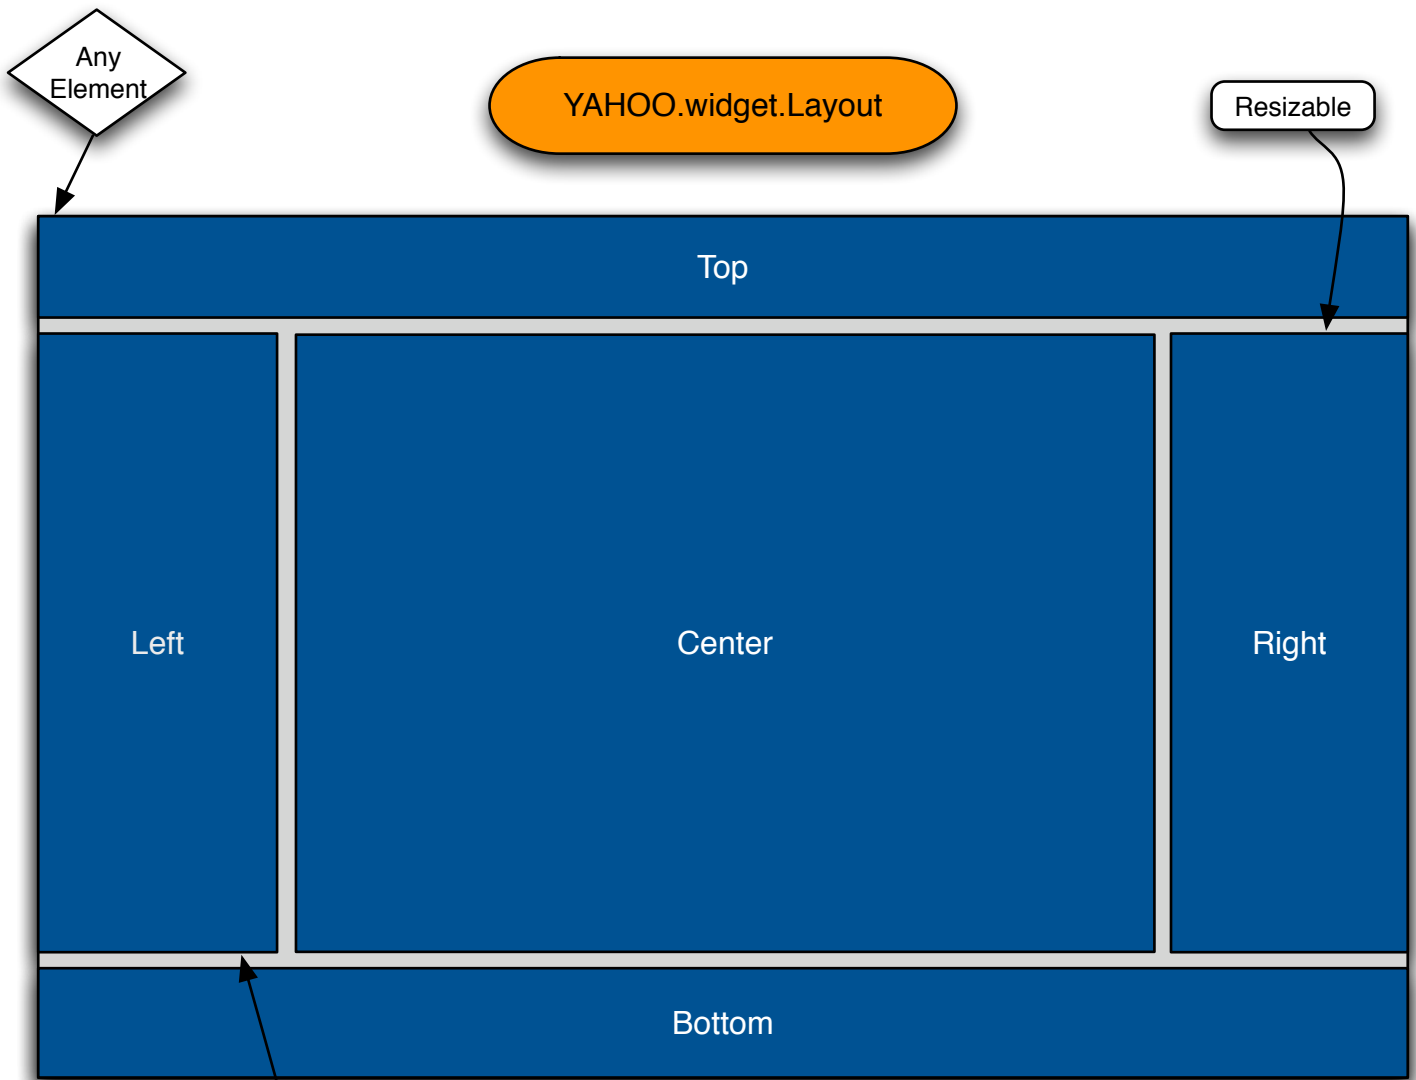 Any
Element
YAHOO.widget.Layout
Resizable
Top
Left
Center
Right
Bottom